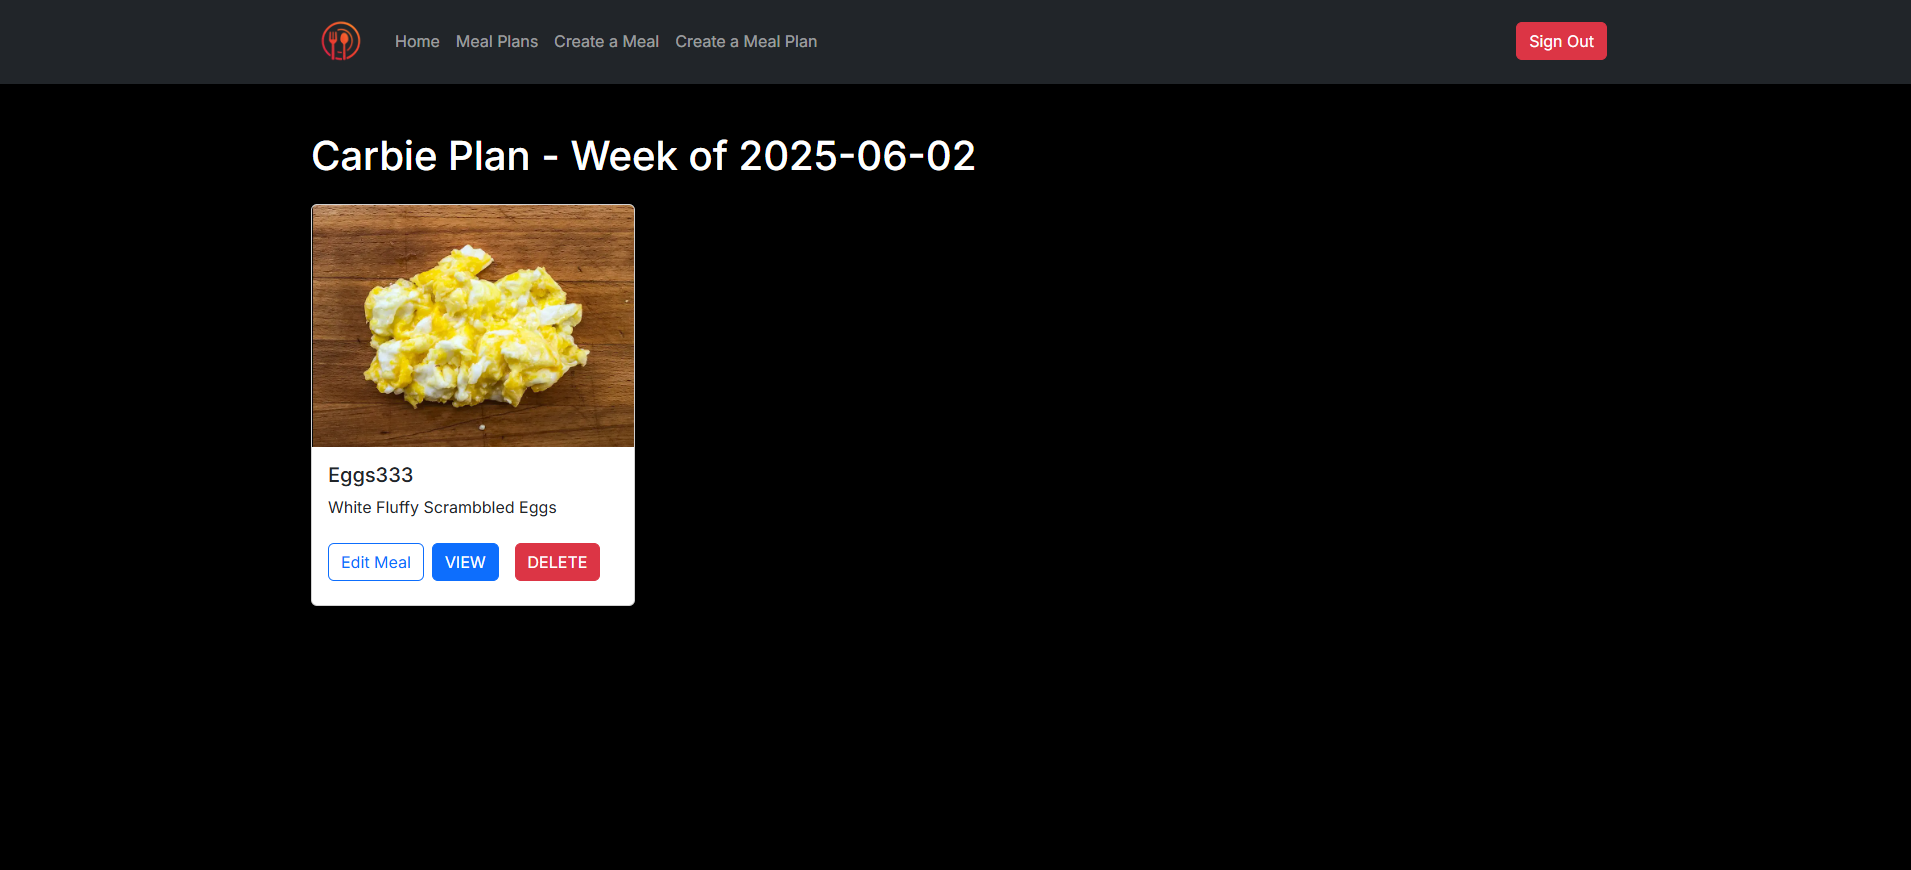 Home Meal Plans Create a Meal Create a Meal Plan Sign Out
Carbie Plan - Week of 2025-06-02
Eggs333
White Fluffy Scrambbled Eggs
Edit Meal VIEW DELETE